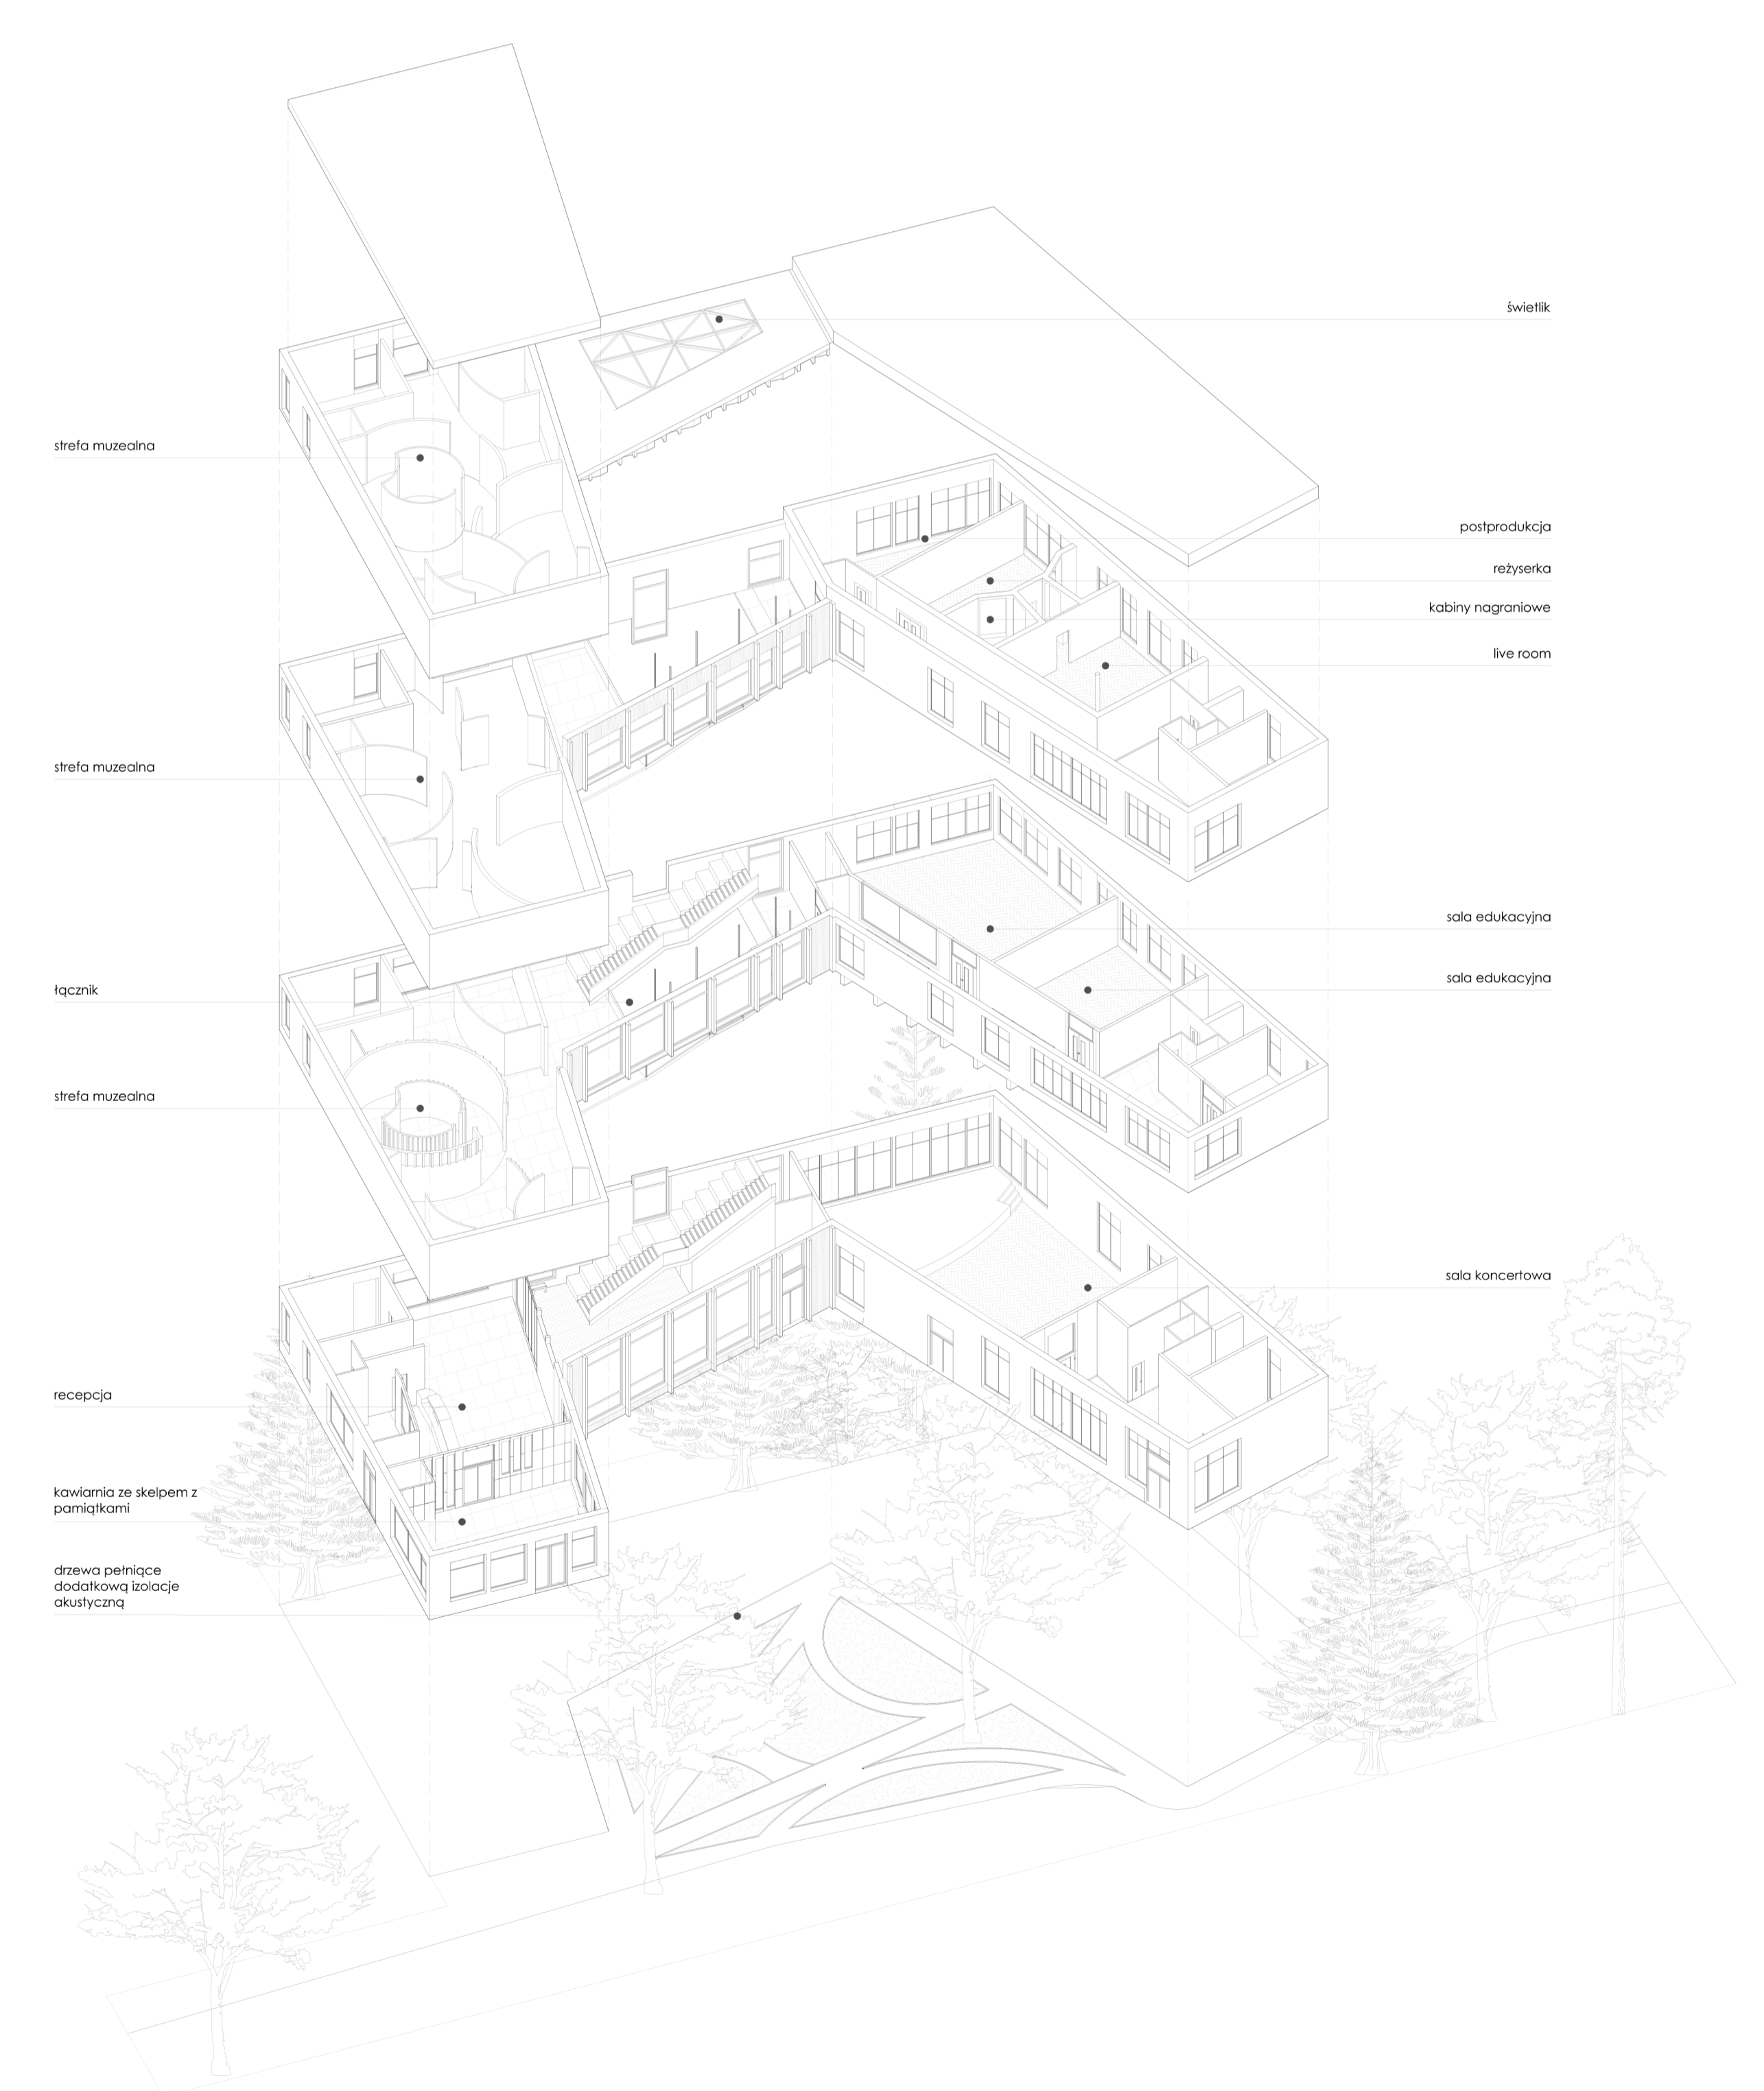 świetlik
strefa muzealna
postprodukcja
reżyserka
kabiny nagraniowe
live room
strefa muzealna
sala edukacyjna
sala edukacyjna
łącznik
strefa muzealna
sala koncertowa
recepcja
kawiarnia ze skelpem z
pamiątkami
drzewa pełniące
dodatkową izolacje
akustyczną